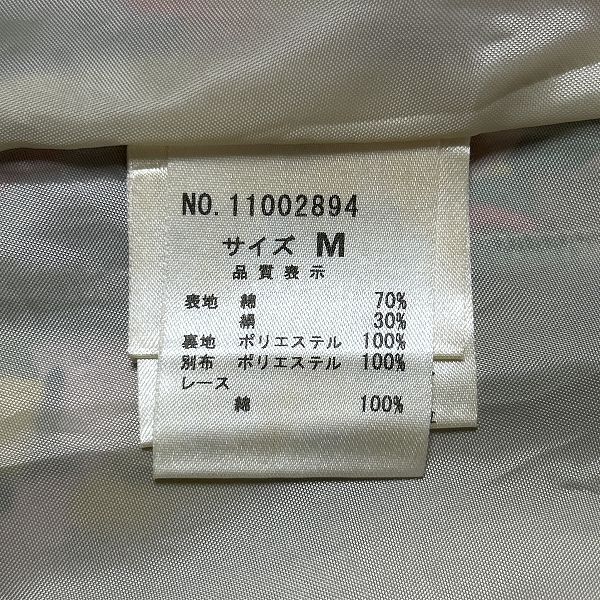 NO. 11002894
サイズ M
品質表示
表地 綿 70%
絹 30%
裏地 ポリエステル 100%
別布 ポリエステル 100%
レース
綿 100%